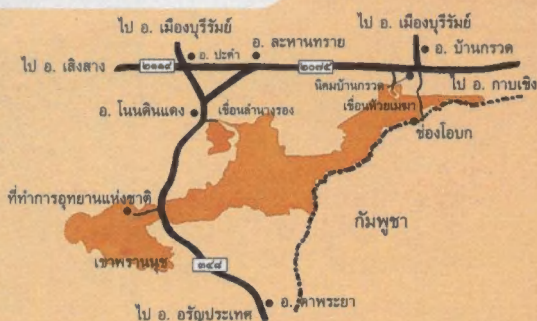 ไป อ. เมืองบุรีรัมย์
ไป อ. เมืองบุรีรัมย์
อ. ปะคำ
อ. ละหานทราย
อ. บ้านกรวด
ไป อ. เสิงสาง
๒๑๑๙
๒๐๗๕
นิคมบ้านกรวด
ไป อ. กาบเชิง
อ. โนนดินแดง
เขื่อนลำนางรอง
เขื่อนห้วยเมฆา
ช่องโอบก
ที่ทำการอุทยานแห่งชาติ
กัมพูชา
เขาพรานนุช
๓๔๘
อ. ตาพระยา
ไป อ. อรัญประเทศ